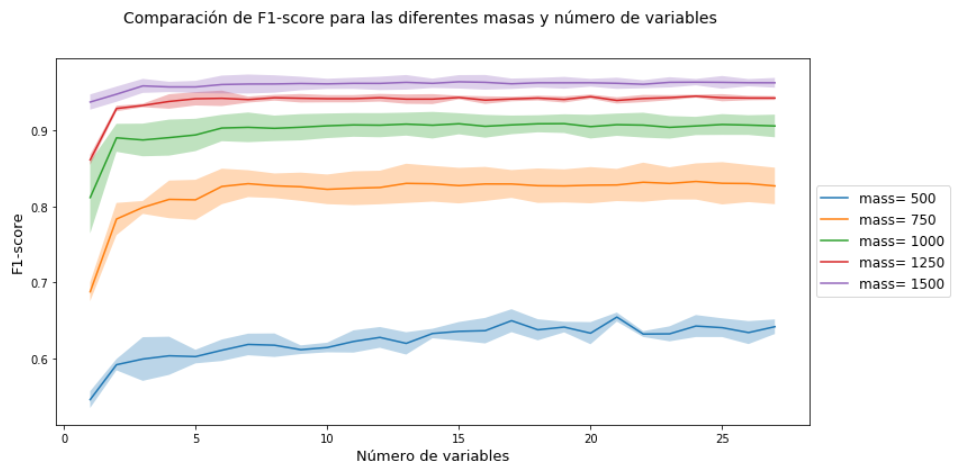 Comparación de F1-score para las diferentes masas y número de variables
F1-score
0.9
0.8
0.7
0.6
0
5
10
15
20
25
Número de variables
mass= 500
mass= 750
mass= 1000
mass= 1250
mass= 1500